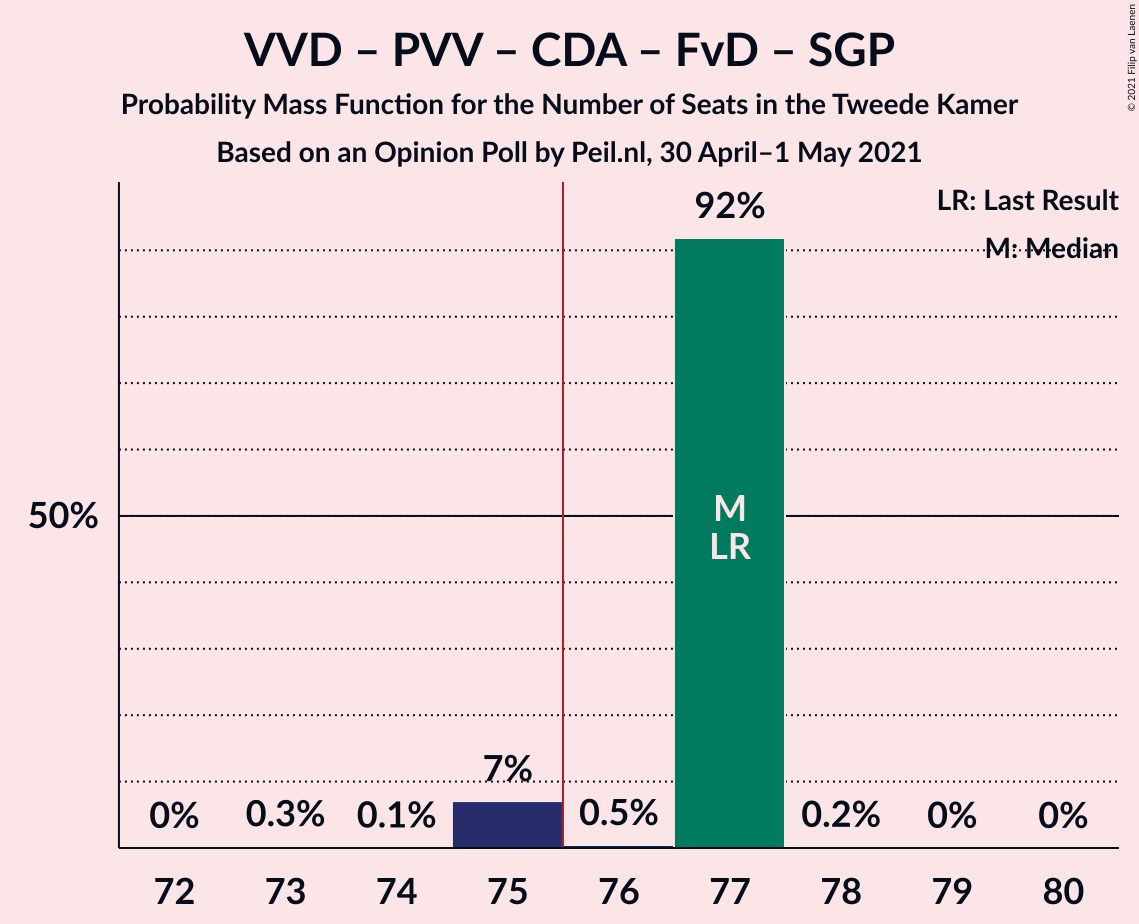 VVD – PVV – CDA – FvD – SGP
Probability Mass Function for the Number of Seats in the Tweede Kamer
Based on an Opinion Poll by Peil.nl, 30 April–1 May 2021
© 2021 Filip van Laenen
LR: Last Result
M: Median
92%
50%
M
LR
7%
0%
0.3%
0.1%
0.5%
0.2%
0%
0%
72 73 74 75 76 77 78 79 80